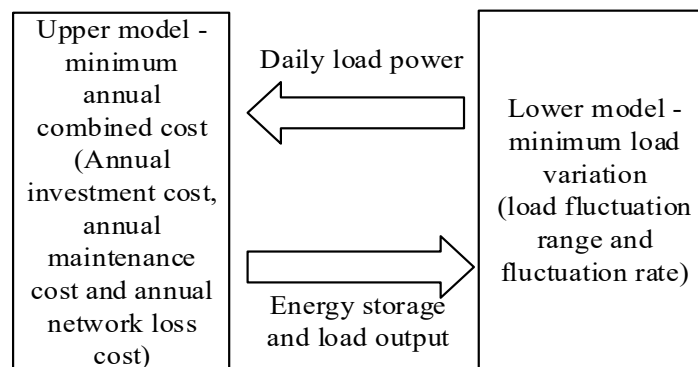 Upper model -
minimum
annual
combined cost
(Annual
investment cost,
annual
maintenance
cost and annual
network loss
cost)
Daily load power
Energy storage
and load output
Lower model -
minimum load
variation
(load fluctuation
range and
fluctuation rate)